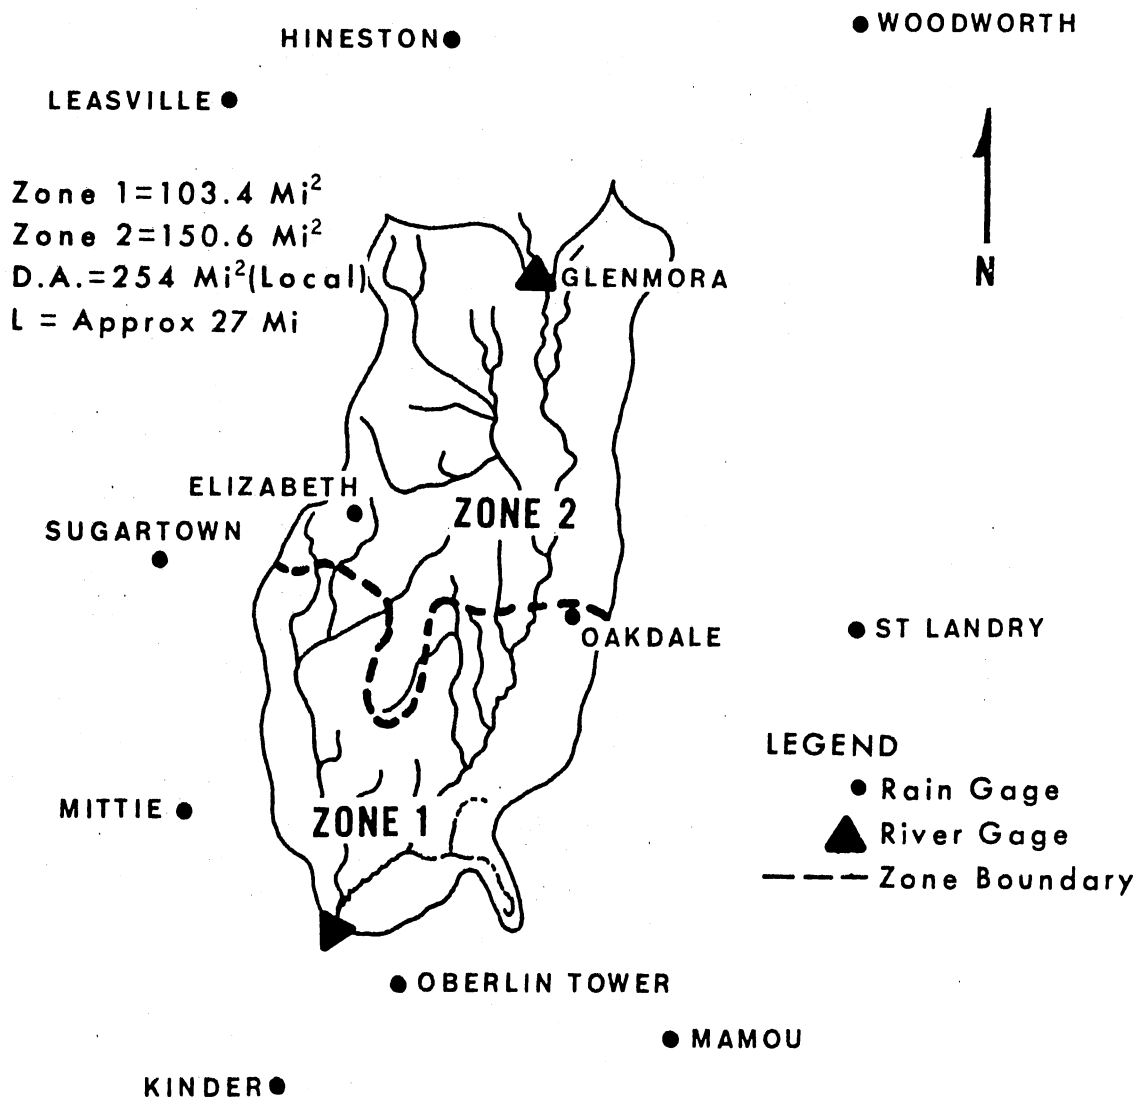 HINESTON
WOODWORTH
LEASVILLE
Zone 1=103.4 Mi²
Zone 2=150.6 Mi²
D.A.=254 Mi²(Local)
L = Approx 27 Mi
GLENMORA
N
ELIZABETH
ZONE 2
SUGARTOWN
OAKDALE
ST LANDRY
LEGEND
Rain Gage
River Gage
Zone Boundary
MITTIE
ZONE 1
OBERLIN TOWER
MAMOU
KINDER